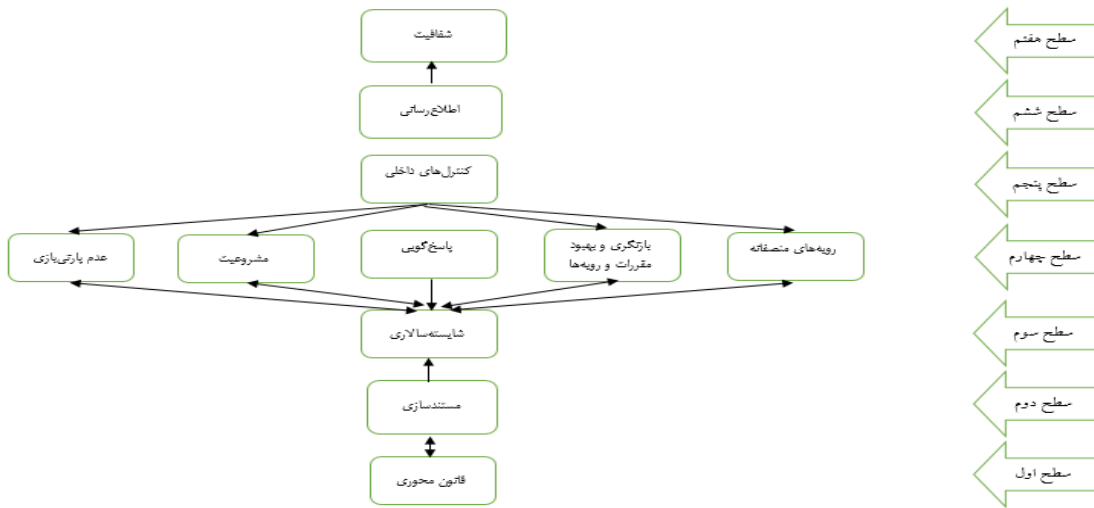 شفافیت
سطح هفتم
اطلاع‌رسانی
سطح ششم
کنترل‌های داخلی
سطح پنجم
رویه‌های منصفانه
بازنگری و بهبود
مقررات و رویه‌ها
پاسخ‌گویی
مشروعیت
عدم پارتی‌بازی
سطح چهارم
شایسته‌سالاری
سطح سوم
مستندسازی
سطح دوم
قانون محوری
سطح اول